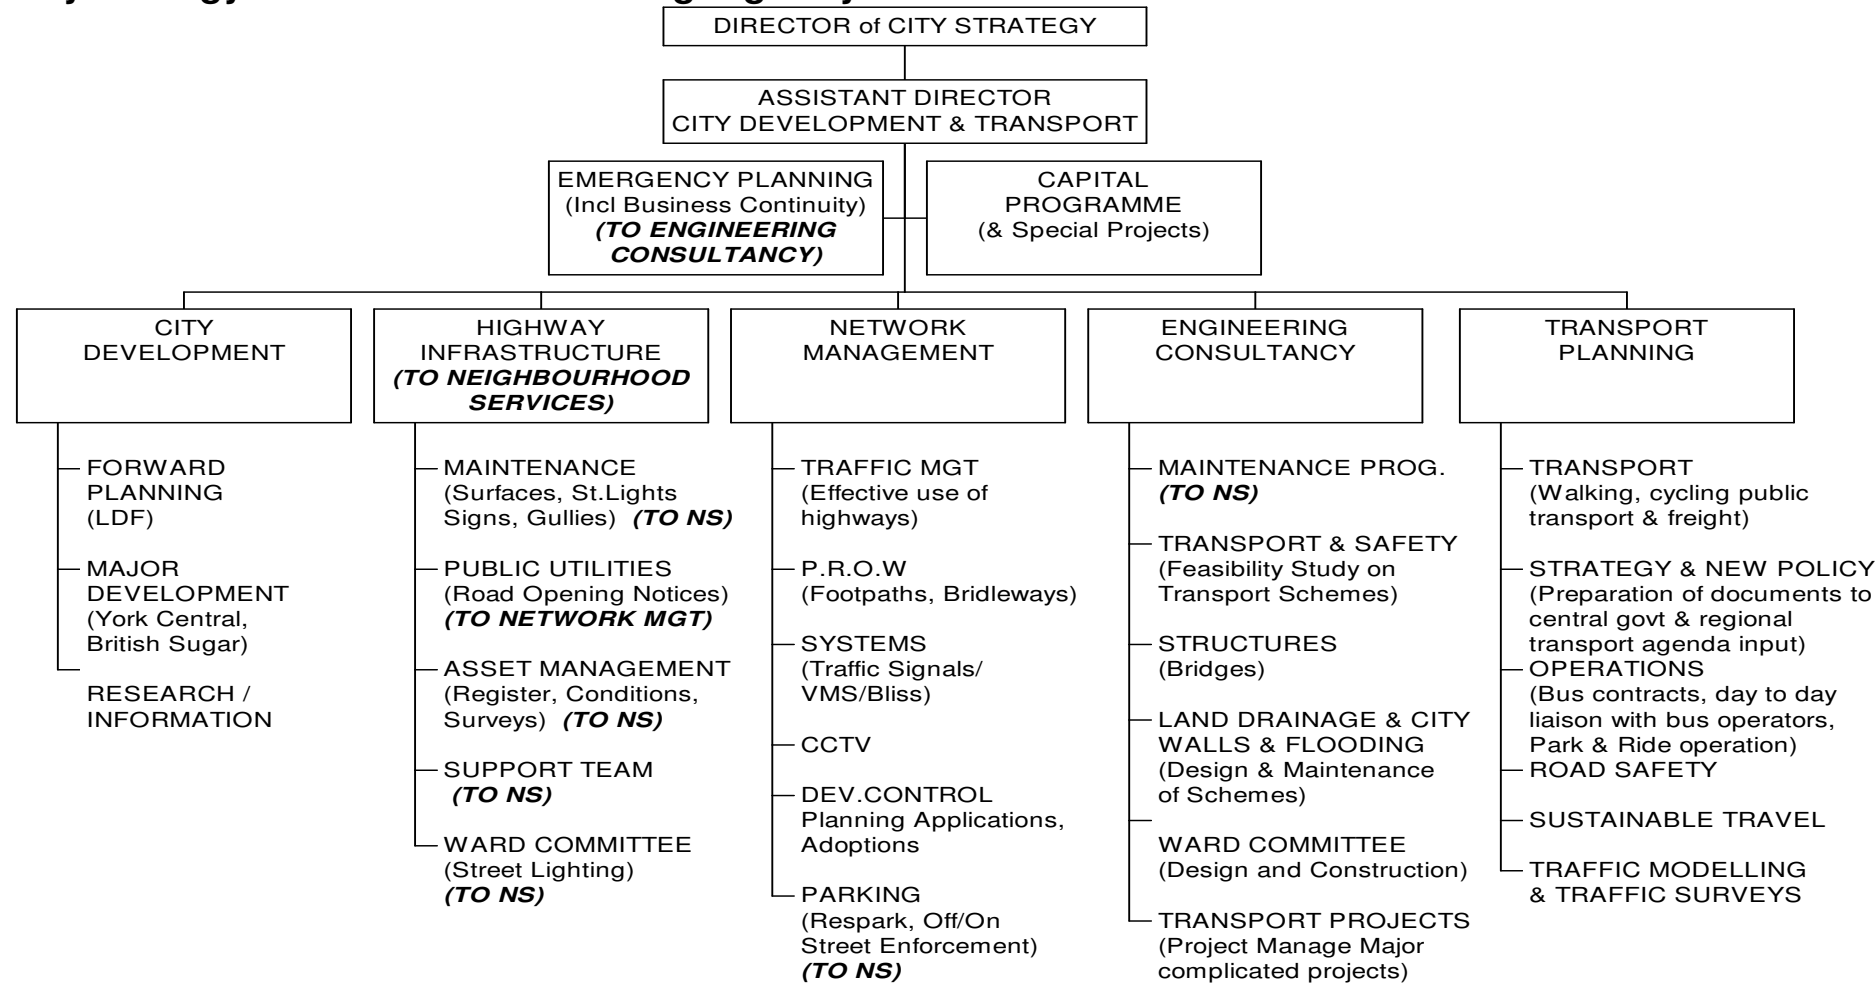 DIRECTOR of CITY STRATEGY
ASSISTANT DIRECTOR
CITY DEVELOPMENT & TRANSPORT
EMERGENCY PLANNING
(Incl Business Continuity)
(TO ENGINEERING
CONSULTANCY)
CAPITAL
PROGRAMME
(& Special Projects)
CITY
DEVELOPMENT
FORWARD
PLANNING
(LDF)
MAJOR
DEVELOPMENT
(York Central,
British Sugar)
RESEARCH /
INFORMATION
HIGHWAY
INFRASTRUCTURE
(TO NEIGHBOURHOOD
SERVICES)
MAINTENANCE
(Surfaces, St.Lights
Signs, Gullies) (TO NS)
PUBLIC UTILITIES
(Road Opening Notices)
(TO NETWORK MGT)
ASSET MANAGEMENT
(Register, Conditions,
Surveys) (TO NS)
SUPPORT TEAM
(TO NS)
WARD COMMITTEE
(Street Lighting)
(TO NS)
NETWORK
MANAGEMENT
TRAFFIC MGT
(Effective use of
highways)
P.R.O.W
(Footpaths, Bridleways)
SYSTEMS
(Traffic Signals/
VMS/Bliss)
CCTV
DEV.CONTROL
Planning Applications,
Adoptions
PARKING
(Respark, Off/On
Street Enforcement)
(TO NS)
ENGINEERING
CONSULTANCY
MAINTENANCE PROG.
(TO NS)
TRANSPORT & SAFETY
(Feasibility Study on
Transport Schemes)
STRUCTURES
(Bridges)
LAND DRAINAGE & CITY
WALLS & FLOODING
(Design & Maintenance
of Schemes)
WARD COMMITTEE
(Design and Construction)
TRANSPORT PROJECTS
(Project Manage Major
complicated projects)
TRANSPORT
PLANNING
TRANSPORT
(Walking, cycling public
transport & freight)
STRATEGY & NEW POLICY
(Preparation of documents to
central govt & regional
transport agenda input)
OPERATIONS
(Bus contracts, day to day
liaison with bus operators,
Park & Ride operation)
ROAD SAFETY
SUSTAINABLE TRAVEL
TRAFFIC MODELLING
& TRAFFIC SURVEYS